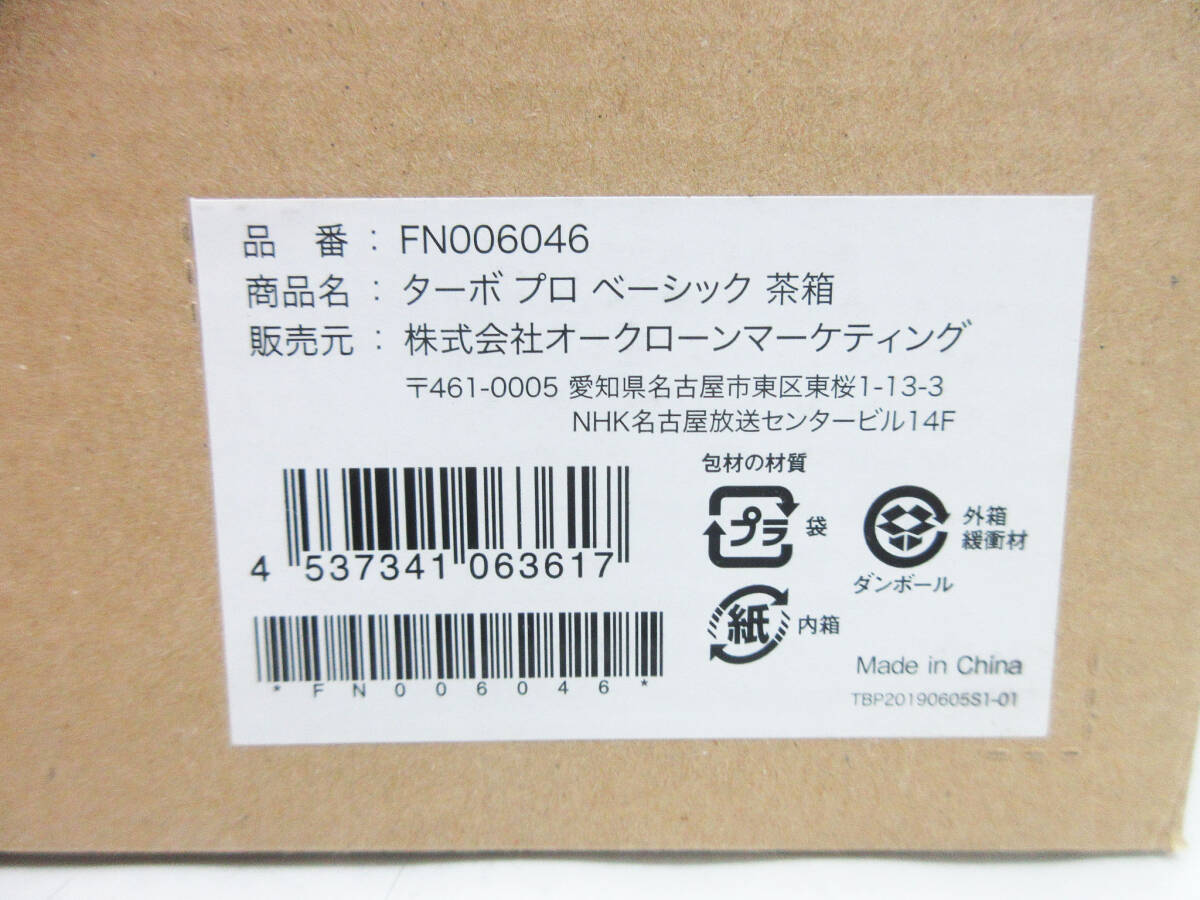 品 番 : FN006046
商品名 : ターボ プロ ベーシック 茶箱
販売元 : 株式会社オークローンマーケティング
〒461-0005 愛知県名古屋市東区東桜1-13-3
NHK名古屋放送センタービル14F
包材の材質
プラ 袋
外箱
緩衝材
ダンボール
紙 内箱
4 537341 063617
*FN006046*
Made in China
TBP20190605S1-01